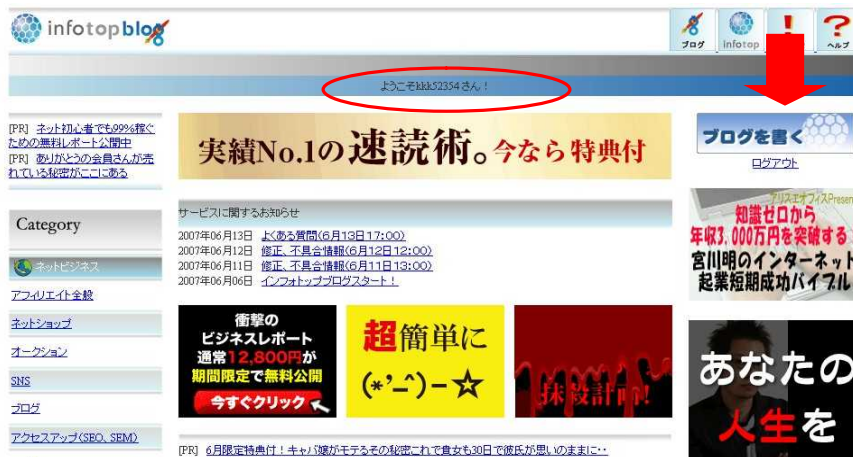 infotop blog
ブログ
infotop
ヘルプ
ようこそkkk52354さん！
[PR] ネット初心者でも99%稼ぐ
ための無料レポート公開中
[PR] ありがとうの会員さんが売
れている秘密がここにある
実績No.1の速読術。今なら特典付
ブログを書く
ログアウト
Category
ネットビジネス
アフィリエイト全般
ネットショップ
オークション
SNS
ブログ
アクセスアップ(SEO、SEM)
サービスに関するお知らせ
2007年06月13日 よくある質問(6月13日17:00)
2007年06月12日 修正、不具合情報(6月12日12:00)
2007年06月11日 修正、不具合情報(6月11日13:00)
2007年06月06日 インフォトップブログスタート！
衝撃の
ビジネスレポート
通常12,800円が
期間限定で無料公開
今すぐクリック
超簡単に
(*'-^)-☆
抹殺計画!
アリスエオフィスPresen
知識ゼロから
年収3,000万円を突破する
宮川明のインターネット
起業短期成功バイブル
あなたの
人生を
[PR] 6月限定特典付！キャバ嬢がモテるその秘密これで貴女も30日で彼氏が思いのままに・・